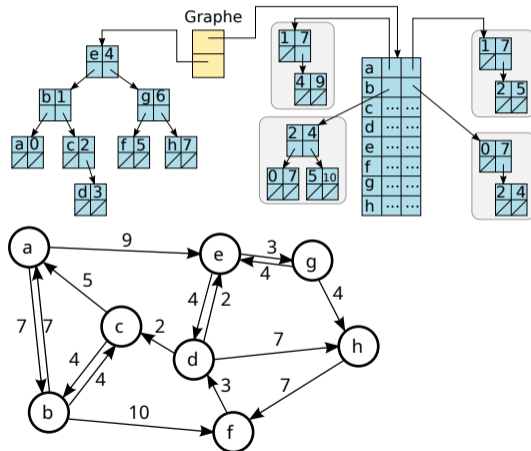 Graphe
e 4
b 1
g 6
a 0
c 2
f 5
h 7
d 3
1 7
4 9
2 4
0 7
5 10
a
b
c ... ...
d ... ...
e ... ...
f ... ...
g ... ...
h ... ...
1 7
2 5
0 7
2 4
a
9
e
3
4
g
5
4
2
4
7
7
c
2
4
4
d
7
h
3
7
b
10
f